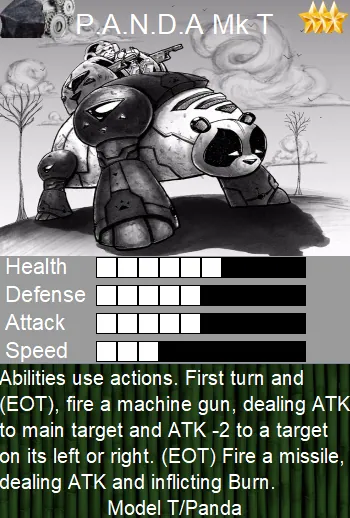 P.A.N.D.A Mk T
Health
Defense
Attack
Speed
Abilities use actions. First turn and
(EOT), fire a machine gun, dealing ATK
to main target and ATK -2 to a target
on its left or right. (EOT) Fire a missile,
dealing ATK and inflicting Burn.
Model T/Panda